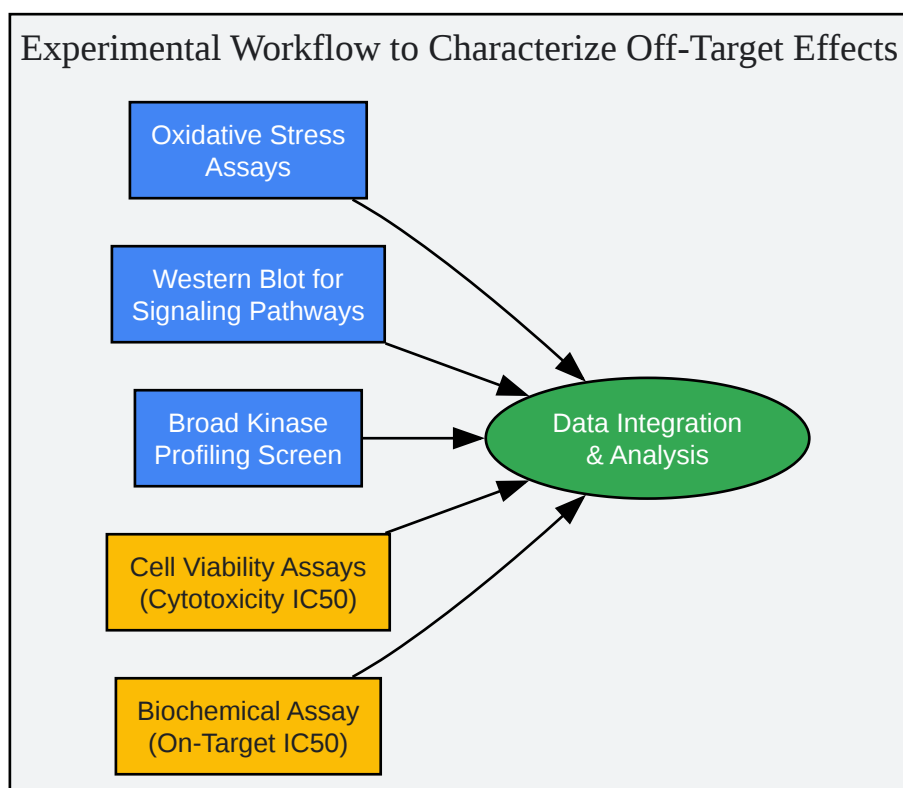 Experimental Workflow to Characterize Off-Target Effects
Oxidative Stress
Assays
Western Blot for
Signaling Pathways
Broad Kinase
Profiling Screen
Data Integration
& Analysis
Cell Viability Assays
(Cytotoxicity IC50)
Biochemical Assay
(On-Target IC50)